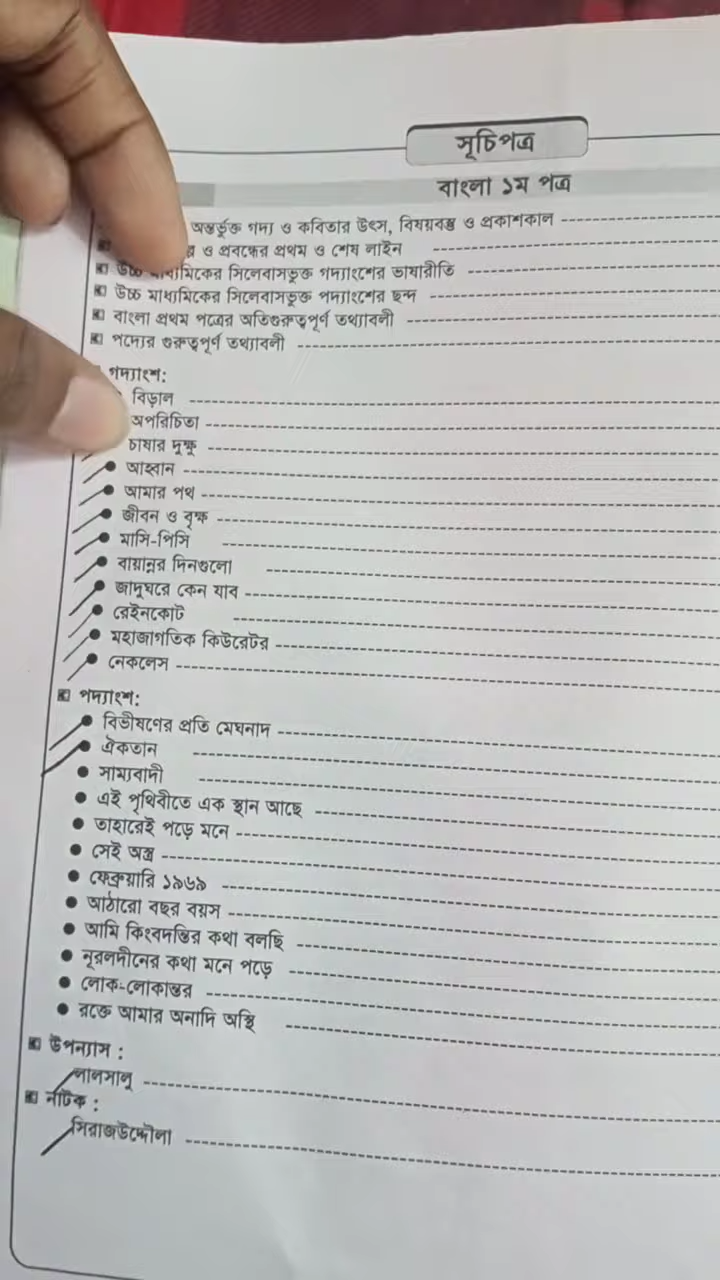 সূচিপত্র
বাংলা ১ম পত্র
অন্তর্ভুক্ত গদ্য ও কবিতার উৎস, বিষয়বস্তু ও প্রকাশকাল
ও প্রবন্ধের প্রথম ও শেষ লাইন
উচ্চ মাধ্যমিকের সিলেবাসভুক্ত গদ্যাংশের ভাষারীতি
উচ্চ মাধ্যমিকের সিলেবাসভুক্ত পদ্যাংশের ছন্দ
বাংলা প্রথম পত্রের অতিগুরুত্বপূর্ণ তথ্যাবলী
পদ্যের গুরুত্বপূর্ণ তথ্যাবলী
গদ্যাংশ:
বিড়াল
অপরিচিতা
চাষার দুক্ষু
আহ্বান
আমার পথ
জীবন ও বৃক্ষ
মাসি-পিসি
বায়ান্নর দিনগুলো
জাদুঘরে কেন যাব
রেইনকোট
মহাজাগতিক কিউরেটর
নেকলেস
পদ্যাংশ:
বিভীষণের প্রতি মেঘনাদ
ঐকতান
সাম্যবাদী
এই পৃথিবীতে এক স্থান আছে
তাহারেই পড়ে মনে
সেই অস্ত্র
ফেব্রুয়ারি ১৯৬৯
আঠারো বছর বয়স
আমি কিংবদন্তির কথা বলছি
নূরলদীনের কথা মনে পড়ে
লোক-লোকান্তর
রক্তে আমার অনাদি অস্থি
উপন্যাস :
লালসালু
নাটক :
সিরাজউদ্দৌলা